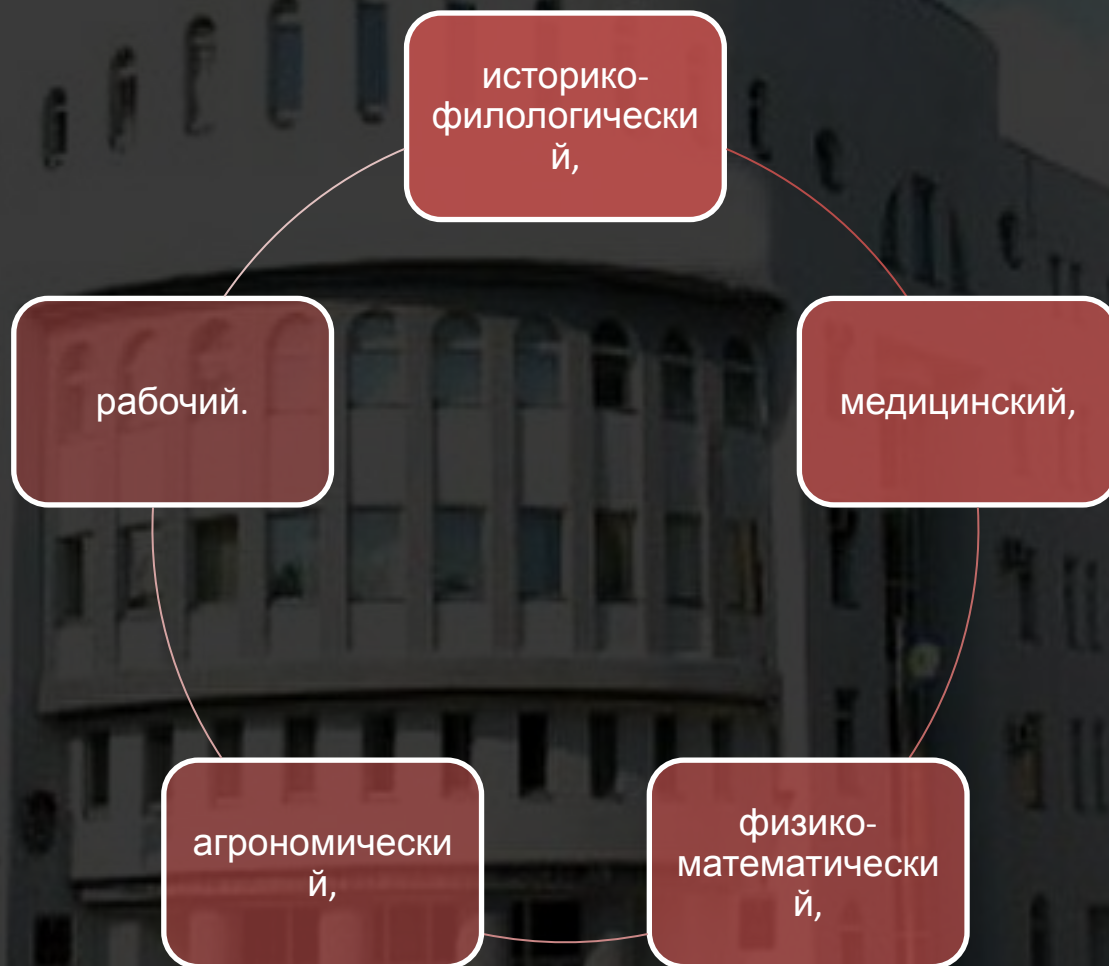 историко-
филологически
й,
медицинский,
физико-
математически
й,
агрономически
й,
рабочий.